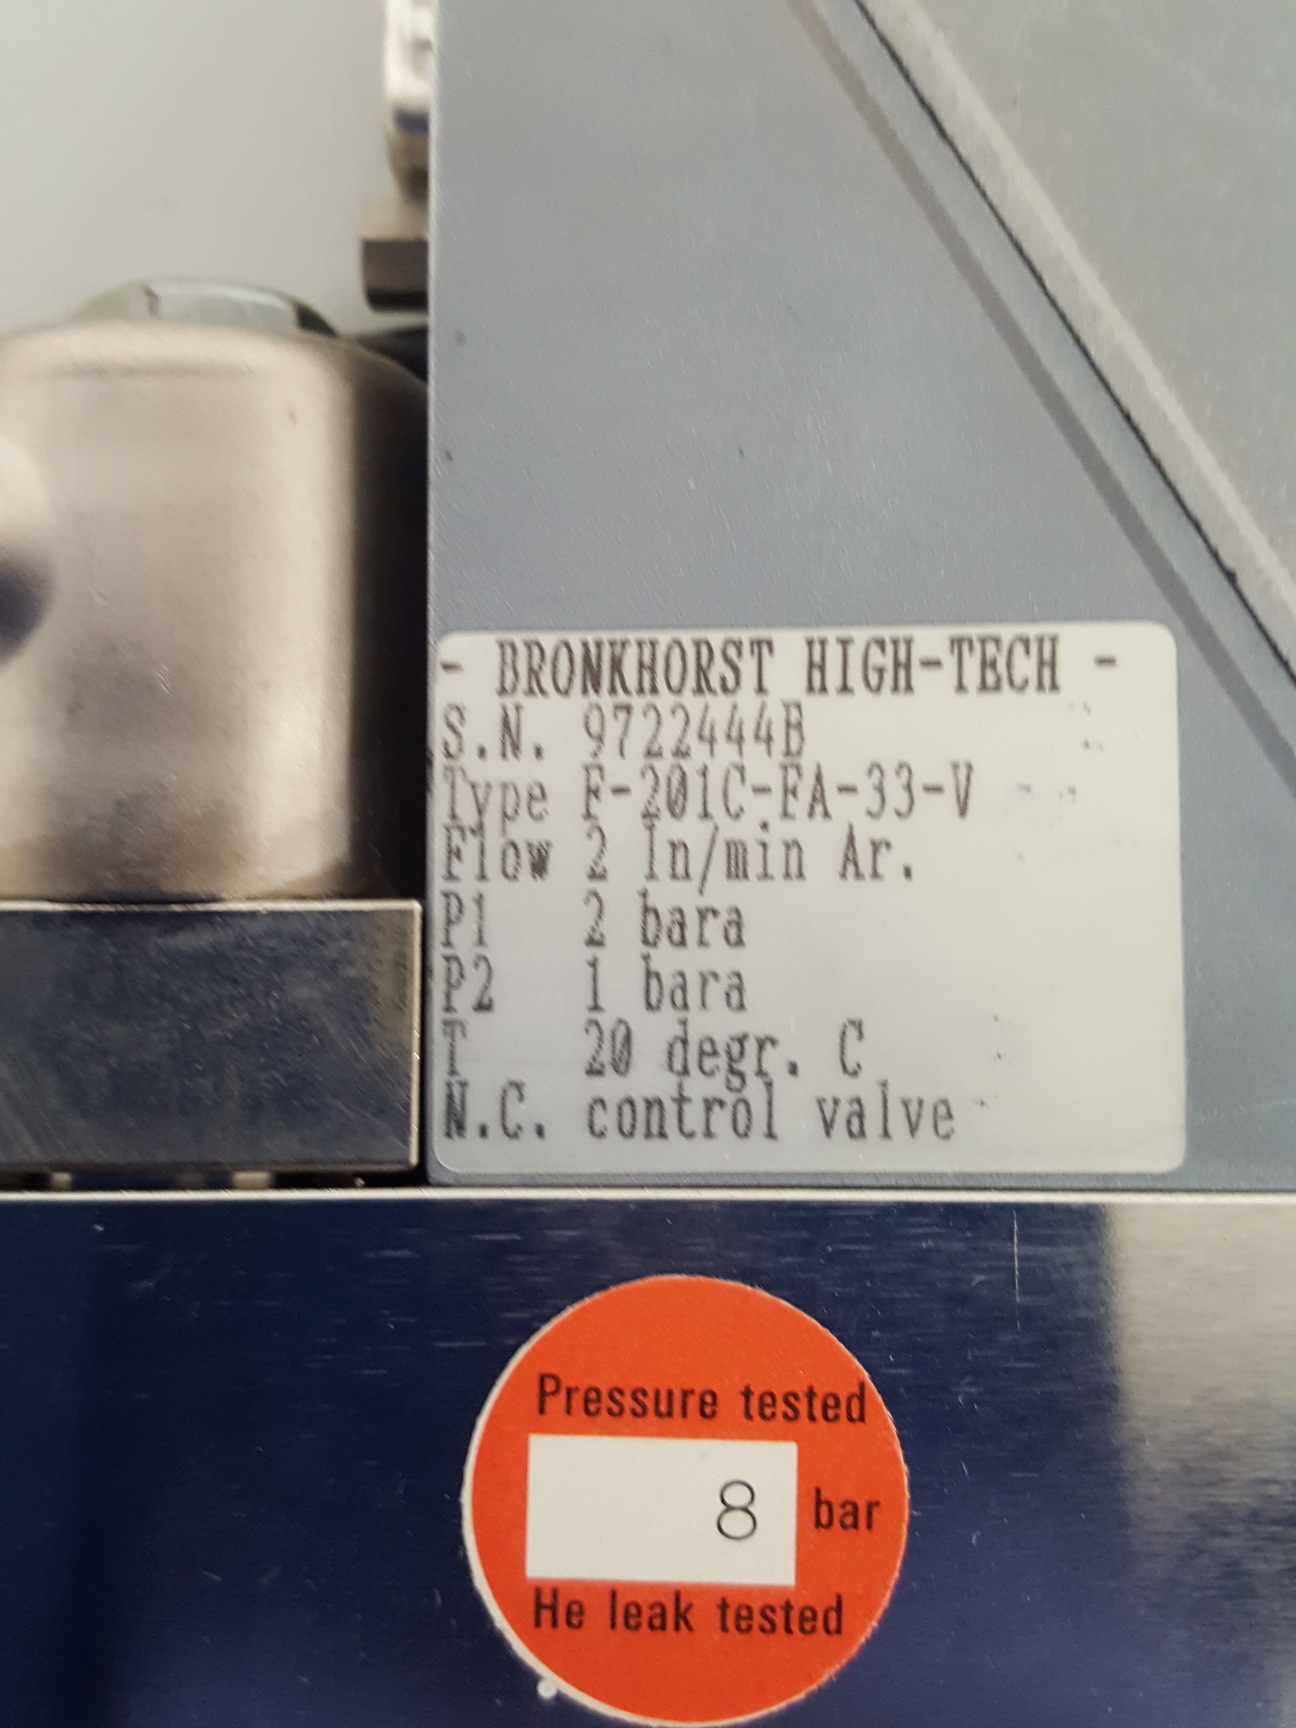 - BRONKHORST HIGH-TECH -
S.N. 9722444B
Type F-201C-FA-33-V
Flow 2 ln/min Ar.
P1 2 bara
P2 1 bara
T 20 degr. C
N.C. control valve
Pressure tested
8 bar
He leak tested